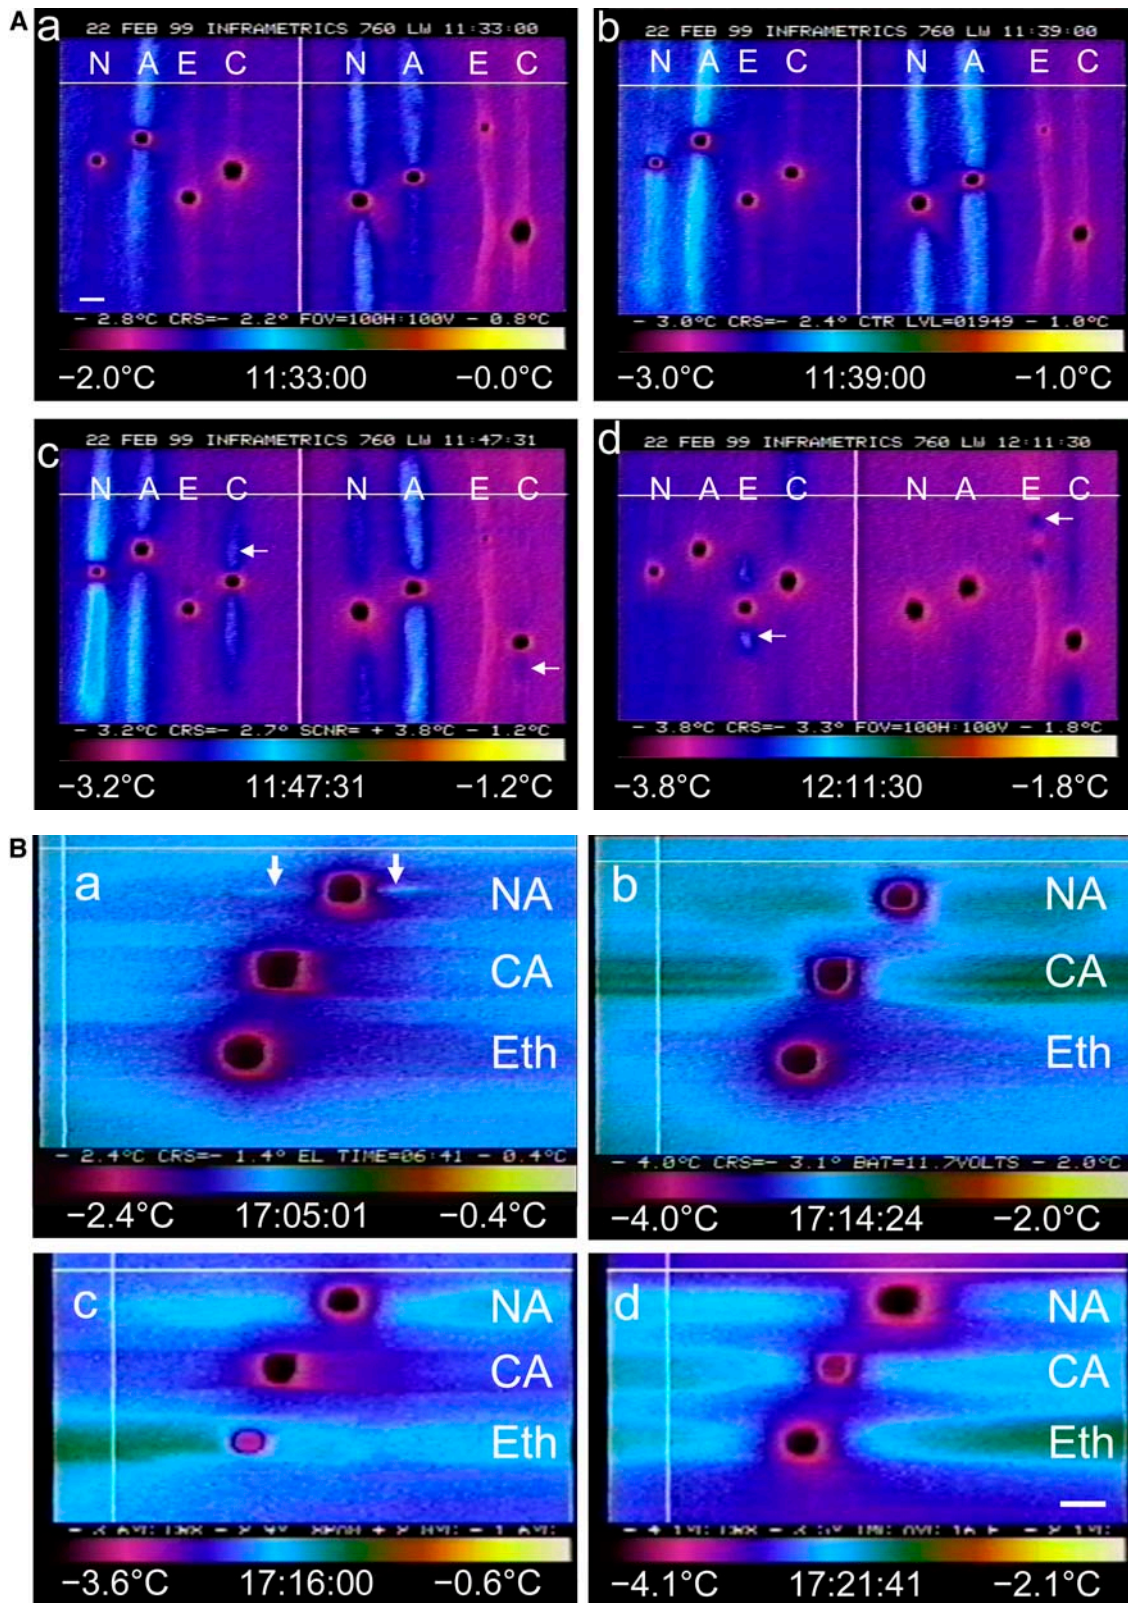 A
a
22 FEB 99 INFRAMETRICS 760 LW 11:33:00
N A E C N A E C
- 2.8°C CRS=- 2.2° FOV=100H:100V - 0.8°C
−2.0°C 11:33:00 −0.0°C
b
22 FEB 99 INFRAMETRICS 760 LW 11:39:00
N A E C N A E C
- 3.0°C CRS=- 2.4° CTR LVL=01949 - 1.0°C
−3.0°C 11:39:00 −1.0°C
c
22 FEB 99 INFRAMETRICS 760 LW 11:47:31
N A E C N A E C
- 3.2°C CRS=- 2.7° SCNR= + 3.8°C - 1.2°C
−3.2°C 11:47:31 −1.2°C
d
22 FEB 99 INFRAMETRICS 760 LW 12:11:30
N A E C N A E C
- 3.8°C CRS=- 3.3° FOV=100H:100V - 1.8°C
−3.8°C 12:11:30 −1.8°C
B
a
NA
CA
Eth
- 2.4°C CRS=- 1.4° EL TIME=06:41 - 0.4°C
−2.4°C 17:05:01 −0.4°C
b
NA
CA
Eth
- 4.0°C CRS=- 3.1° BAT=11.7VOLTS - 2.0°C
−4.0°C 17:14:24 −2.0°C
c
NA
CA
Eth
−3.6°C 17:16:00 −0.6°C
d
NA
CA
Eth
−4.1°C 17:21:41 −2.1°C